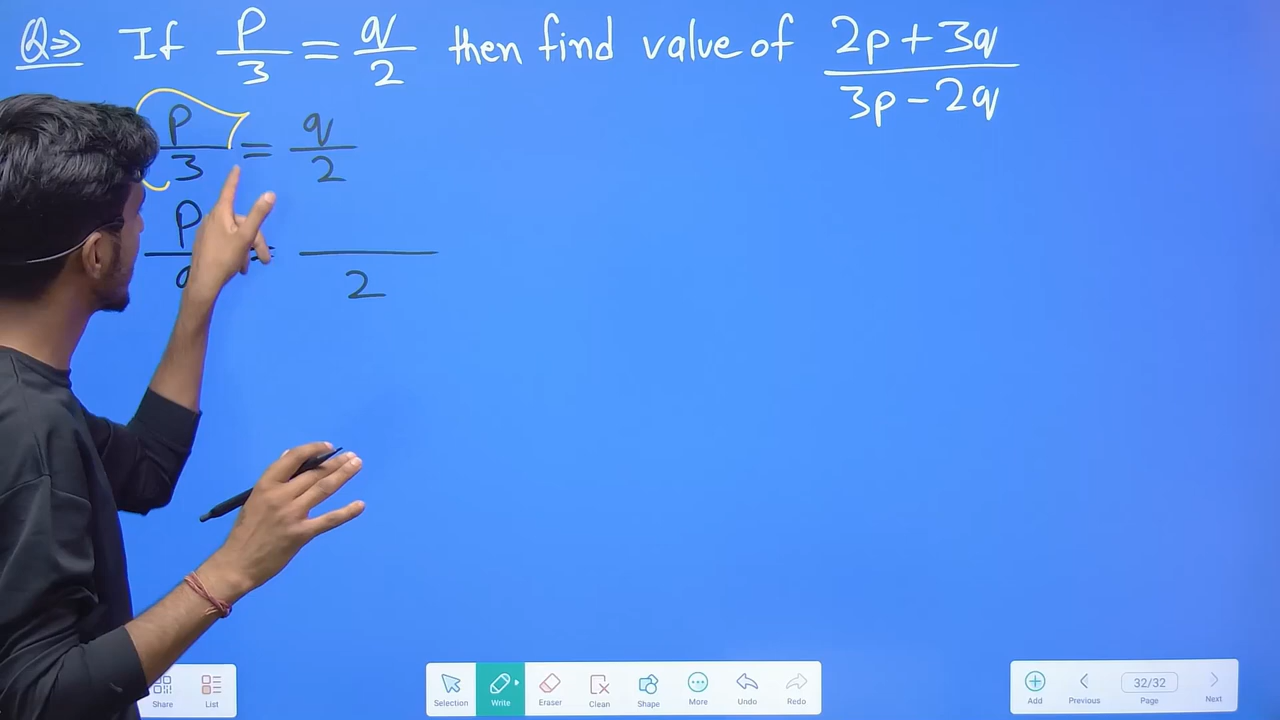 Q⇒ If p/3 = q/2 then find value of 2p+3q/3p-2q
p/3 = q/2
p/ = /2
Share List Selection Write Eraser Clean Shape More Undo Redo Add Previous 32/32 Page Next